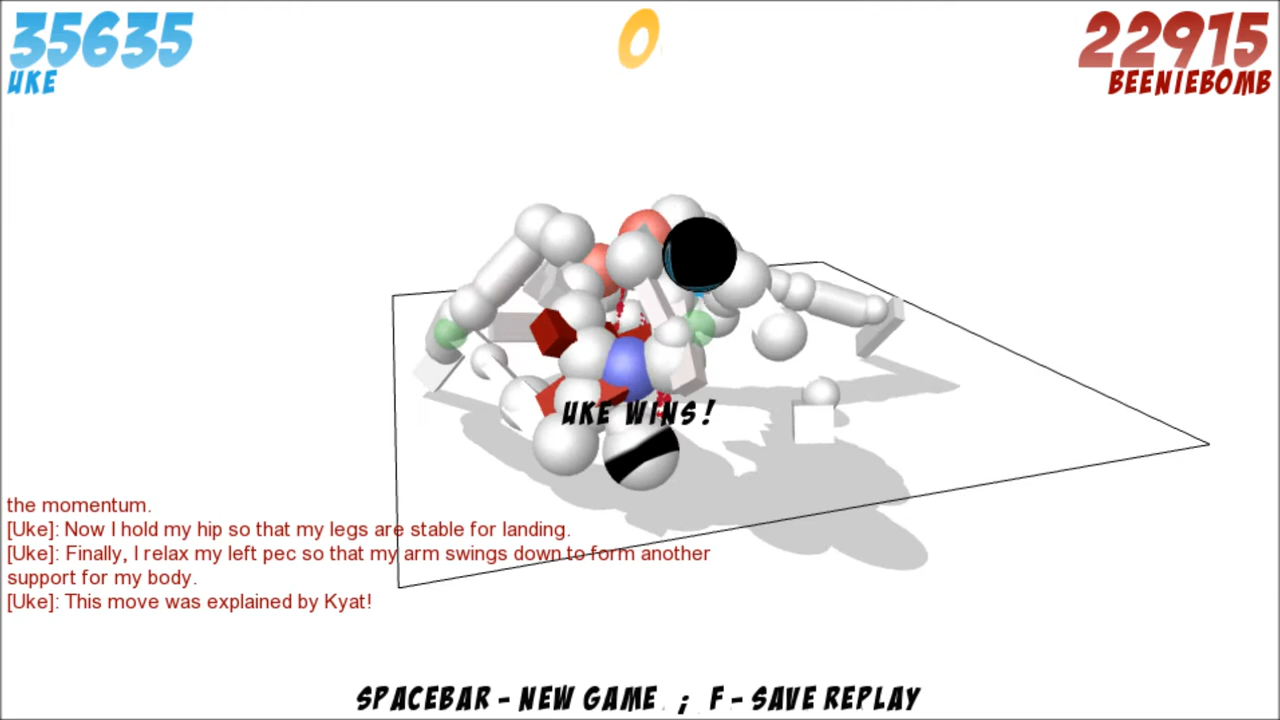 35635
0
22915
UKE
BEENIEBOMB
UKE WINS!
the momentum.
[Uke]: Now I hold my hip so that my legs are stable for landing.
[Uke]: Finally, I relax my left pec so that my arm swings down to form another
support for my body.
[Uke]: This move was explained by Kyat!
SPACEBAR - NEW GAME ; F - SAVE REPLAY